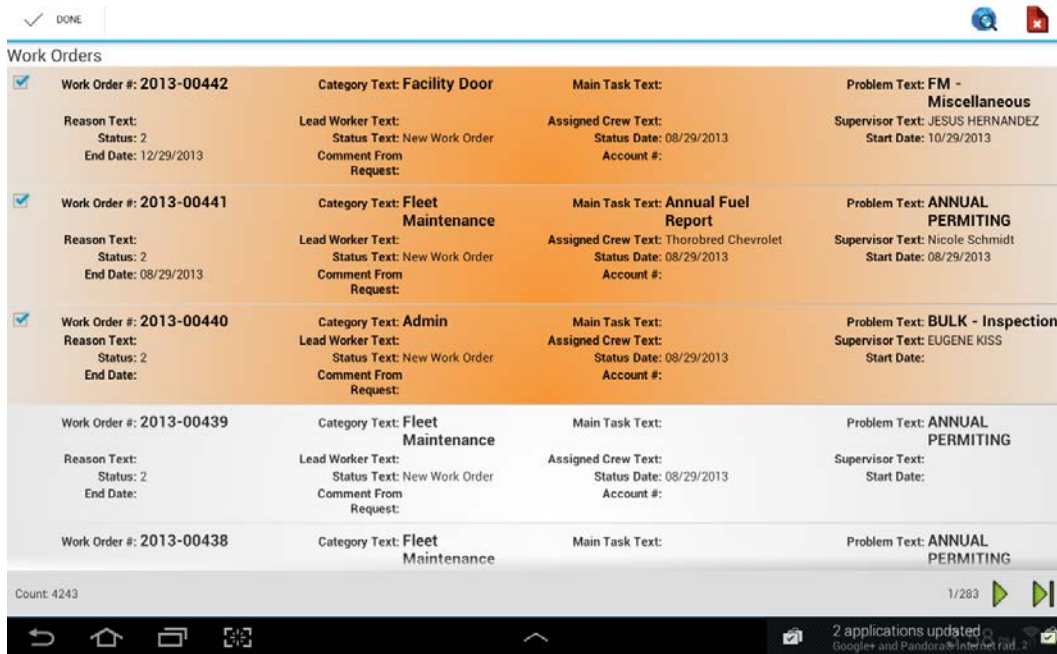 DONE
Work Orders
Work Order #: 2013-00442 Category Text: Facility Door Main Task Text: Problem Text: FM -
Miscellaneous
Reason Text: Lead Worker Text: Assigned Crew Text: Supervisor Text: JESUS HERNANDEZ
Status: 2 Status Text: New Work Order Status Date: 08/29/2013 Start Date: 10/29/2013
End Date: 12/29/2013 Comment From Account #:
Request:
Work Order #: 2013-00441 Category Text: Fleet Main Task Text: Annual Fuel Problem Text: ANNUAL
Maintenance Report PERMITING
Reason Text: Lead Worker Text: Assigned Crew Text: Thorobred Chevrolet Supervisor Text: Nicole Schmidt
Status: 2 Status Text: New Work Order Status Date: 08/29/2013 Start Date: 08/29/2013
End Date: 08/29/2013 Comment From Account #:
Request:
Work Order #: 2013-00440 Category Text: Admin Main Task Text: Problem Text: BULK - Inspection
Reason Text: Lead Worker Text: Assigned Crew Text: Supervisor Text: EUGENE KISS
Status: 2 Status Text: New Work Order Status Date: 08/29/2013 Start Date:
End Date: Comment From Account #:
Request:
Work Order #: 2013-00439 Category Text: Fleet Main Task Text: Problem Text: ANNUAL
Maintenance PERMITING
Reason Text: Lead Worker Text: Assigned Crew Text: Supervisor Text:
Status: 2 Status Text: New Work Order Status Date: 08/29/2013 Start Date:
End Date: Comment From Account #:
Request:
Work Order #: 2013-00438 Category Text: Fleet Main Task Text: Problem Text: ANNUAL
Maintenance PERMITING
Count: 4243 1/283
2 applications updated
Google+ and Pandora® internet rad..